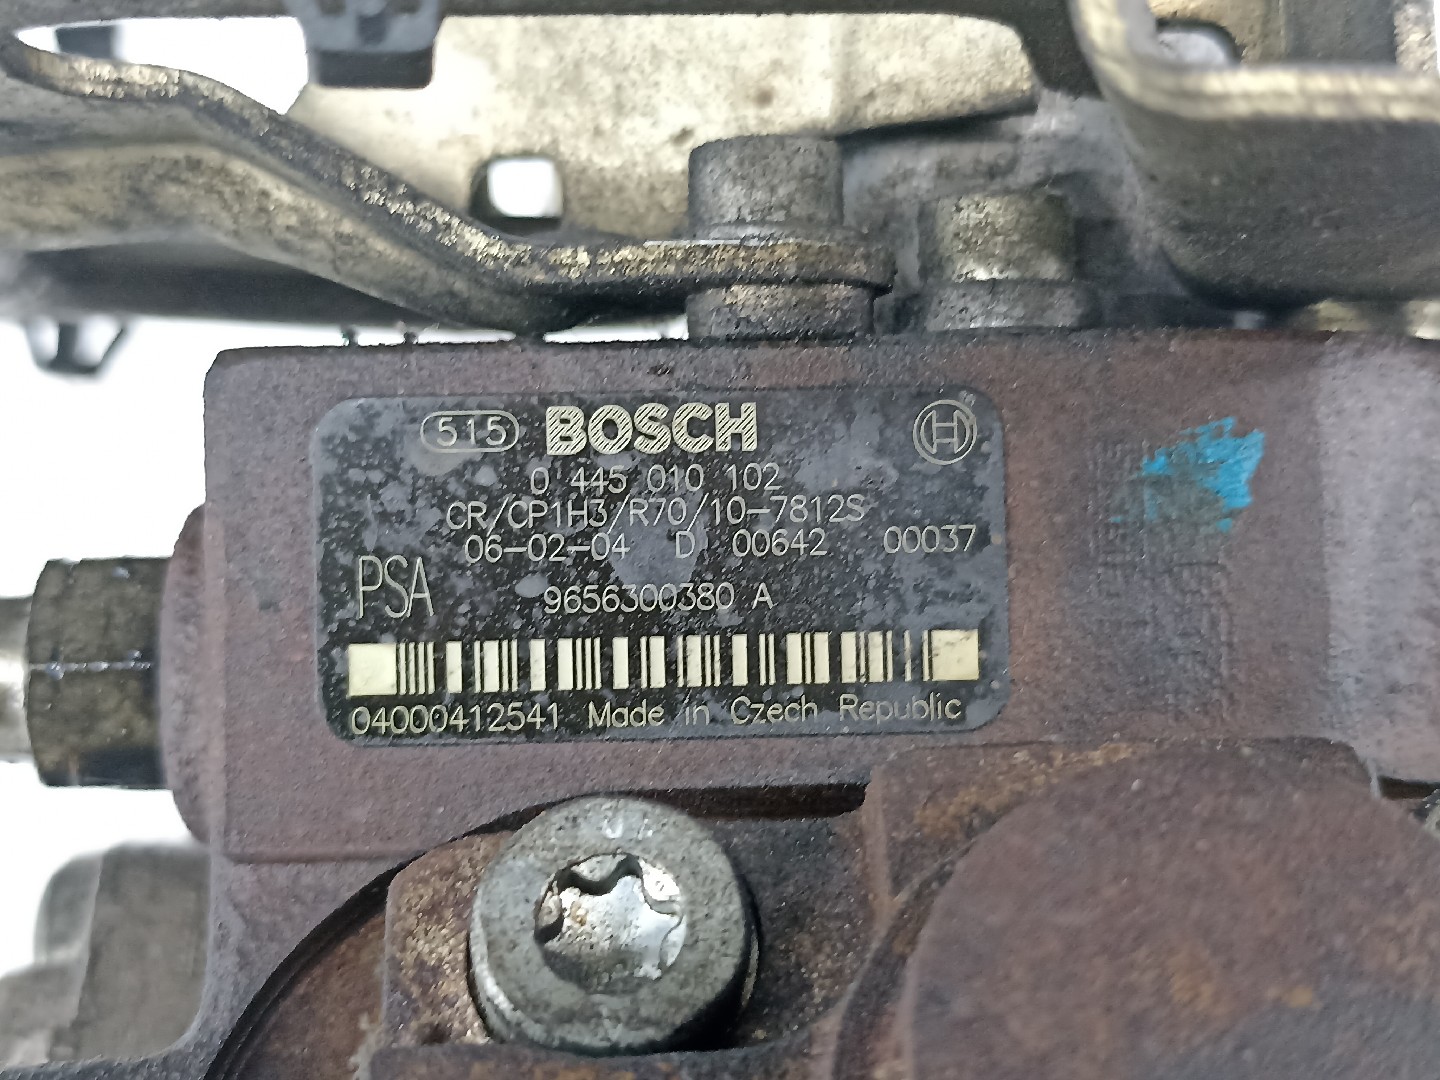 515 BOSCH
0 445 010 102
CR/CP1H3/R70/10-7812S
06-02-04 D 00642 00037
PSA 9656300380 A
04000412541 Made in Czech Republic